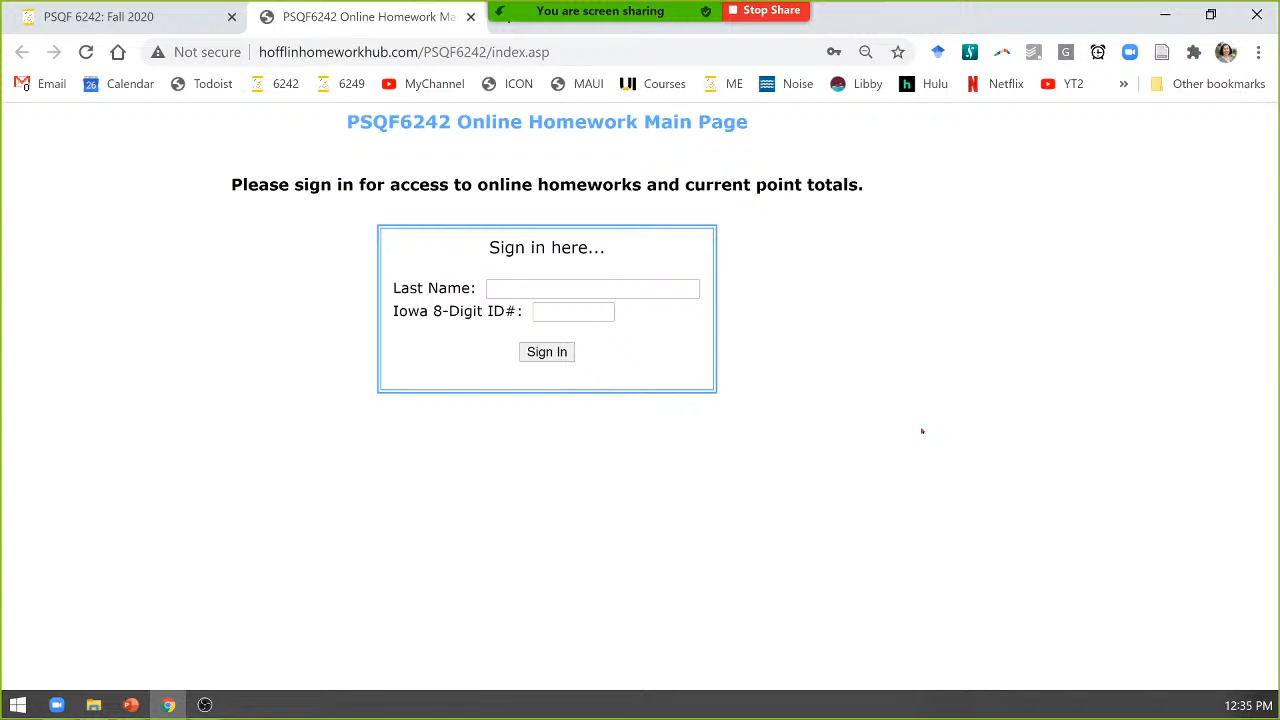 PSQF6242: Fall 2020
PSQF6242 Online Homework Ma
You are screen sharing
Stop Share
Not secure
hofflinhomeworkhub.com/PSQF6242/index.asp
Email
26
Calendar
Todoist
6242
6249
MyChannel
ICON
MAUI
Courses
ME
Noise
Libby
Hulu
Netflix
YT2
»
Other bookmarks
PSQF6242 Online Homework Main Page
Please sign in for access to online homeworks and current point totals.
Sign in here...
Last Name:
Iowa 8-Digit ID#:
Sign In
12:35 PM